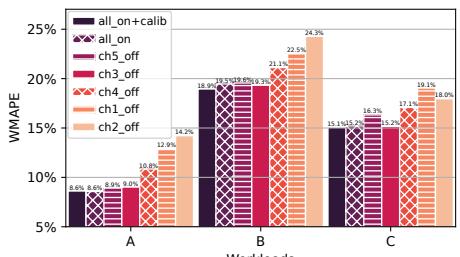 25%
20%
15%
10%
5%
WMAPE
all_on+calib
all_on
ch5_off
ch3_off
ch4_off
ch1_off
ch2_off
8.6% 8.6% 8.9% 9.0% 10.8% 12.9% 14.2%
18.9% 19.5% 19.6% 19.3% 21.1% 22.5% 24.3%
15.1% 15.2% 16.3% 15.2% 17.1% 19.1% 18.0%
A B C